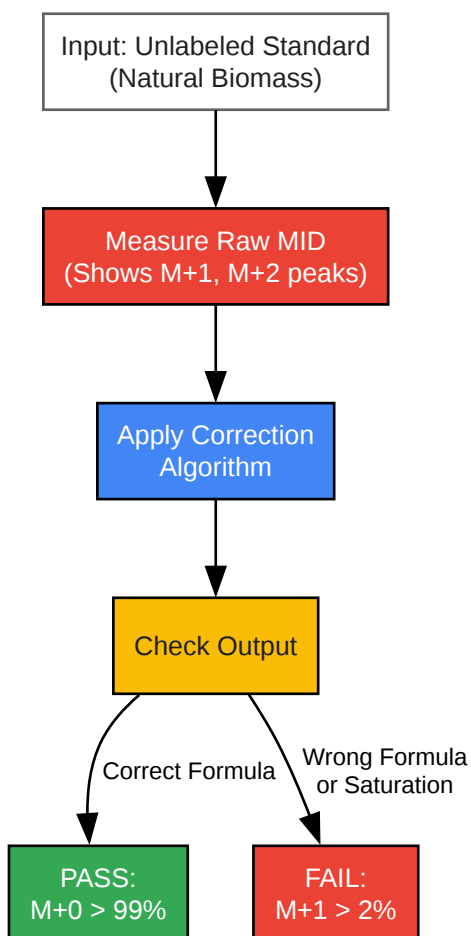 Input: Unlabeled Standard
(Natural Biomass)
Measure Raw MID
(Shows M+1, M+2 peaks)
Apply Correction
Algorithm
Check Output
Correct Formula
Wrong Formula
or Saturation
PASS:
M+0 > 99%
FAIL:
M+1 > 2%